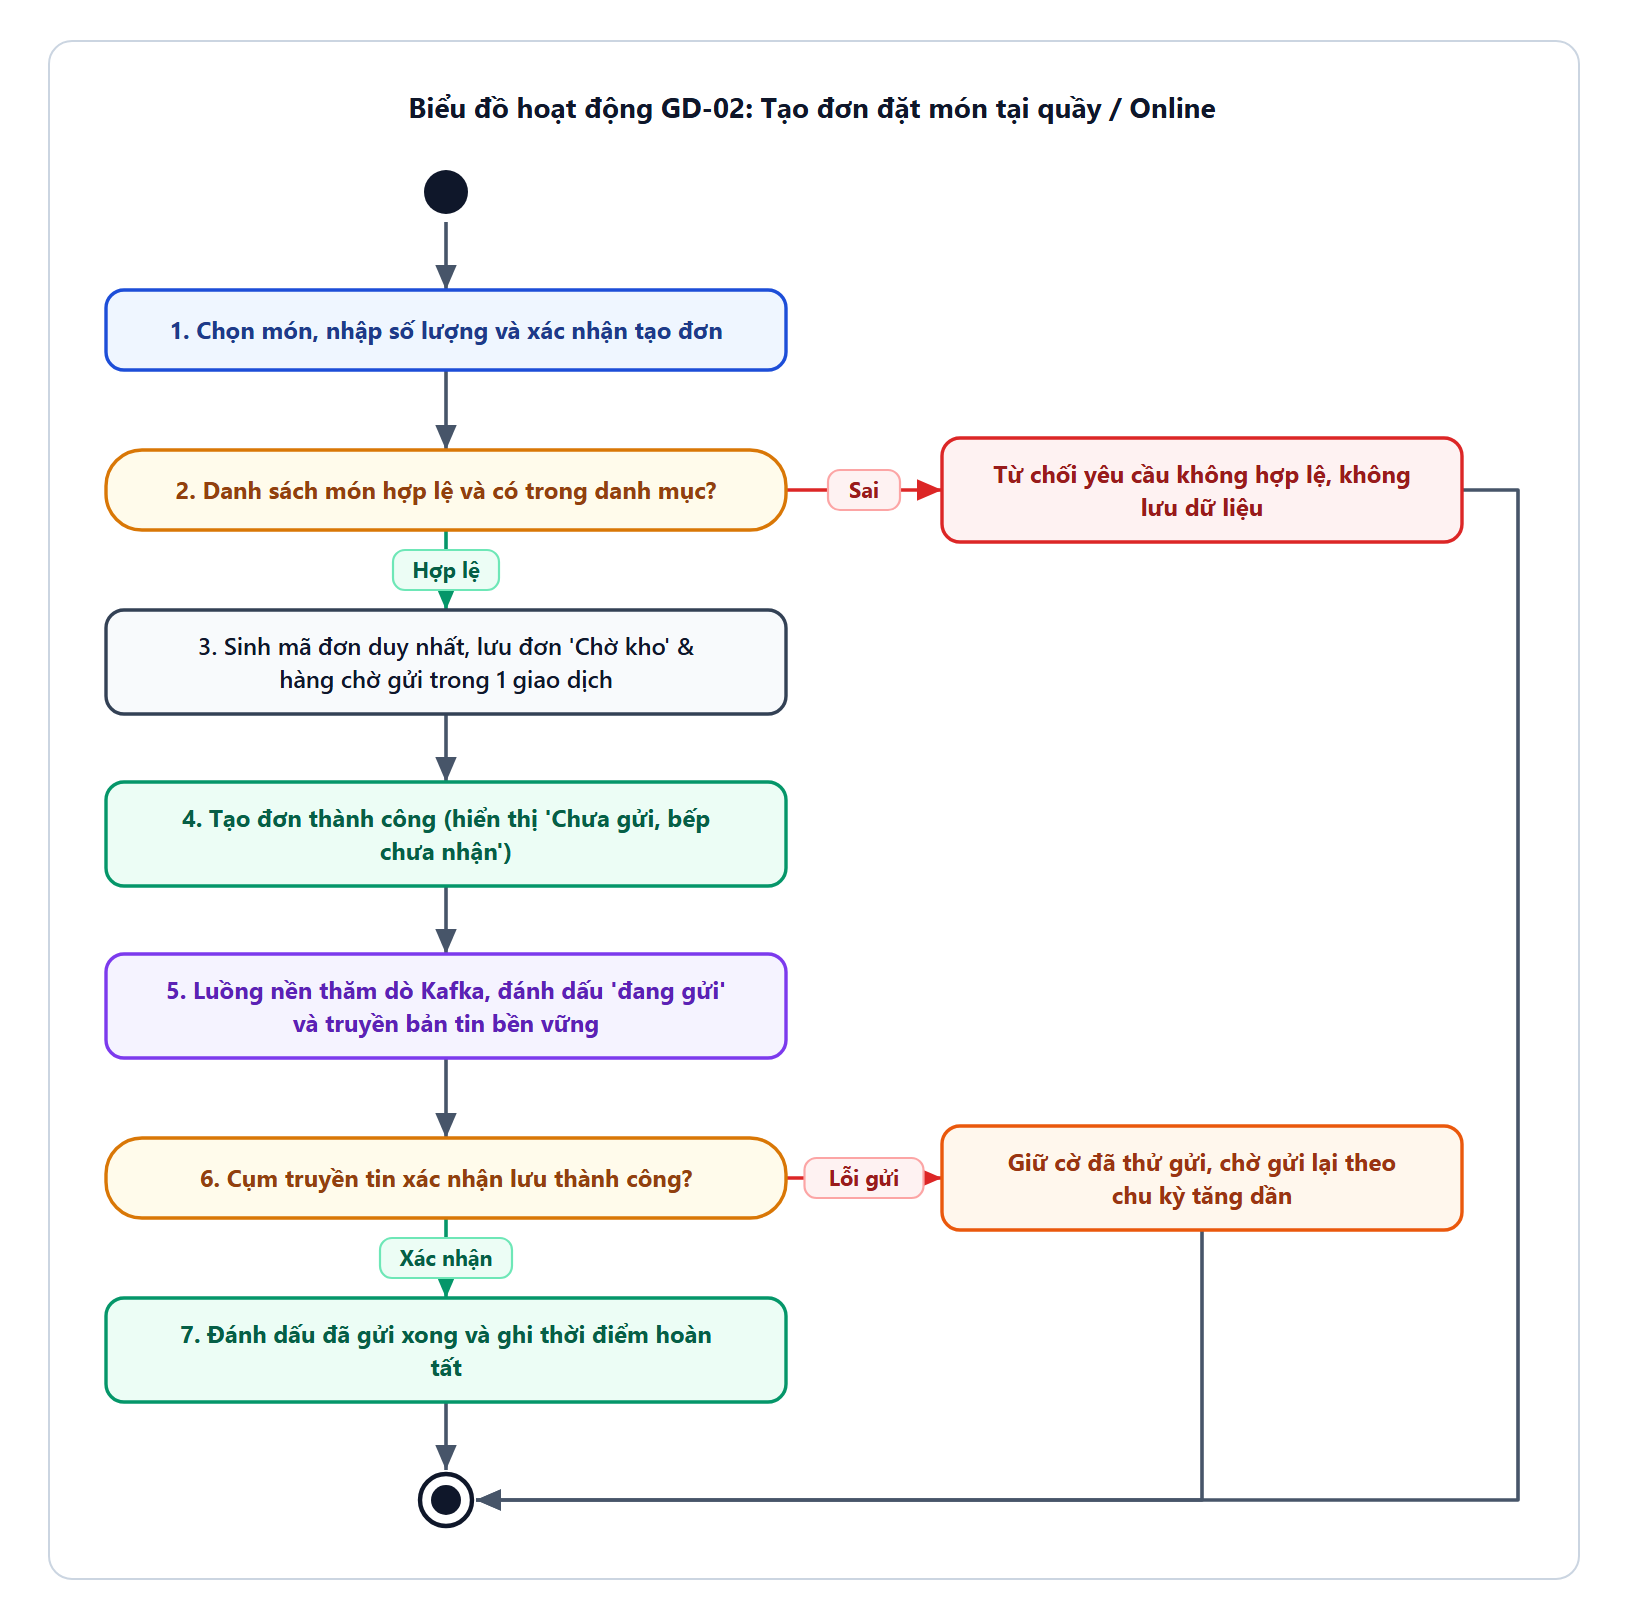 Biểu đồ hoạt động GD-02: Tạo đơn đặt món tại quầy / Online
1. Chọn món, nhập số lượng và xác nhận tạo đơn
2. Danh sách món hợp lệ và có trong danh mục?
Sai
Từ chối yêu cầu không hợp lệ, không
lưu dữ liệu
Hợp lệ
3. Sinh mã đơn duy nhất, lưu đơn 'Chờ kho' &
hàng chờ gửi trong 1 giao dịch
4. Tạo đơn thành công (hiển thị 'Chưa gửi, bếp
chưa nhận')
5. Luồng nền thăm dò Kafka, đánh dấu 'đang gửi'
và truyền bản tin bền vững
6. Cụm truyền tin xác nhận lưu thành công?
Lỗi gửi
Giữ cờ đã thử gửi, chờ gửi lại theo
chu kỳ tăng dần
Xác nhận
7. Đánh dấu đã gửi xong và ghi thời điểm hoàn
tất